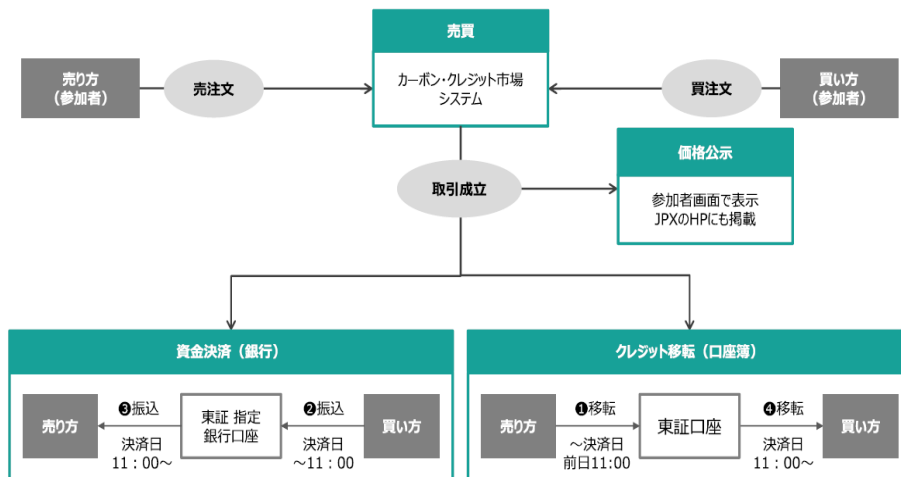 売買
カーボン・クレジット市場
システム
売り方
（参加者）
売注文
買注文
買い方
（参加者）
取引成立
価格公示
参加者画面で表示
JPXのHPにも掲載
資金決済（銀行）
売り方
❸振込
決済日
11：00～
東証 指定
銀行口座
❷振込
決済日
～11：00
買い方
クレジット移転（口座簿）
売り方
❶移転
～決済日
前日11:00
東証口座
❹移転
決済日
11：00～
買い方